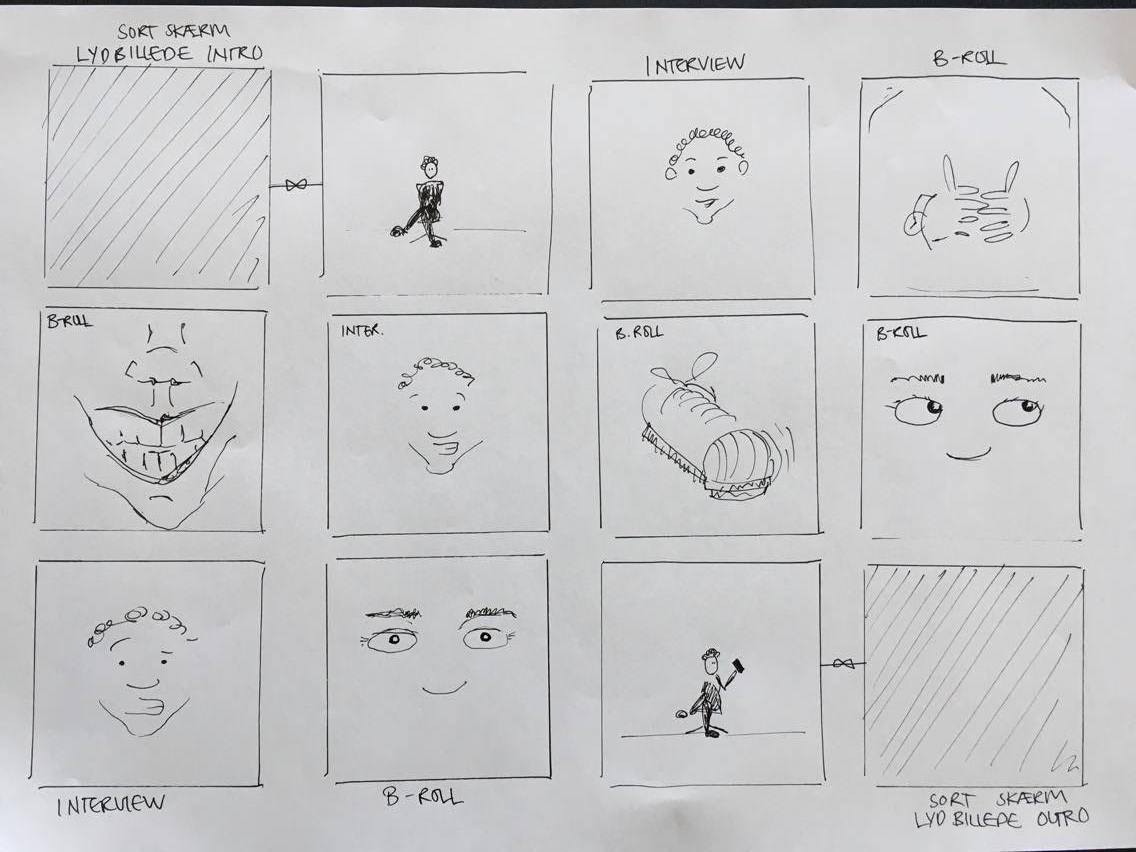 SORT SKÆRM
LYDBILLEDE INTRO
INTERVIEW
B-ROLL
B-ROLL
INTER.
B.ROLL
B-ROLL
INTERVIEW
B-ROLL
SORT SKÆRM
LYDBILLEDE OUTRO